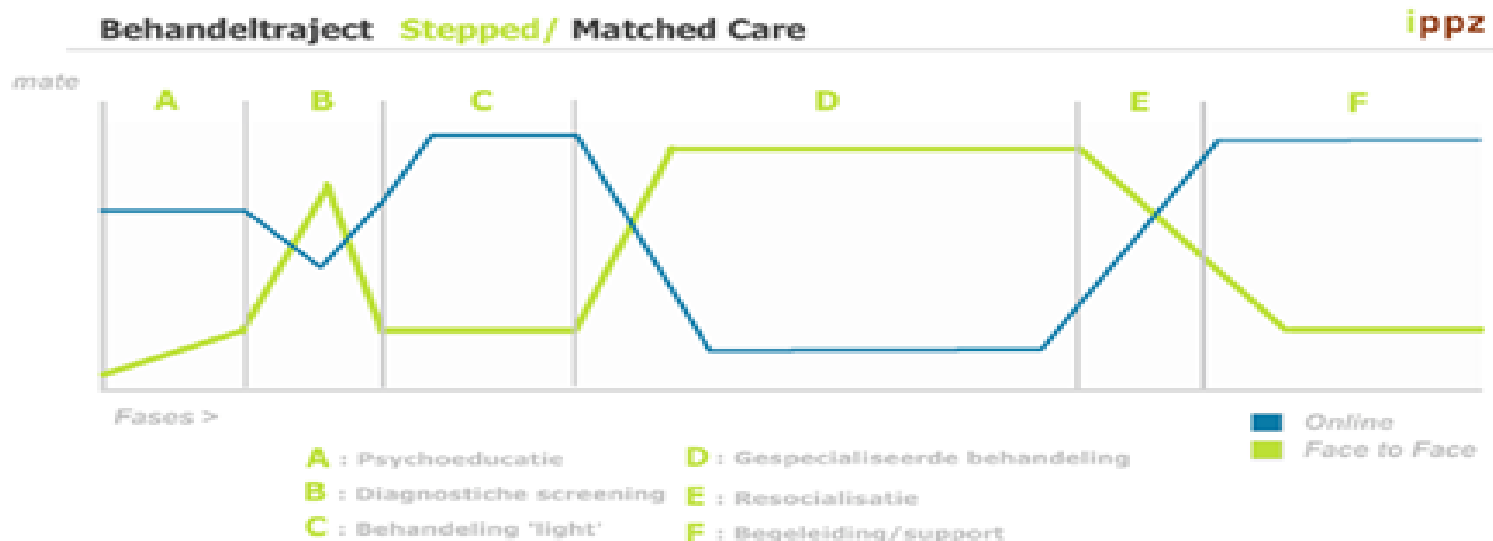 Behandeltraject Stepped/ Matched Care
ippz
mate
A B C D E F
Fases >
Online
Face to Face
A : Psychoeducatie
B : Diagnostiche screening
C : Behandeling 'light'
D : Gespecialiseerde behandeling
E : Resocialisatie
F : Begeleiding/support